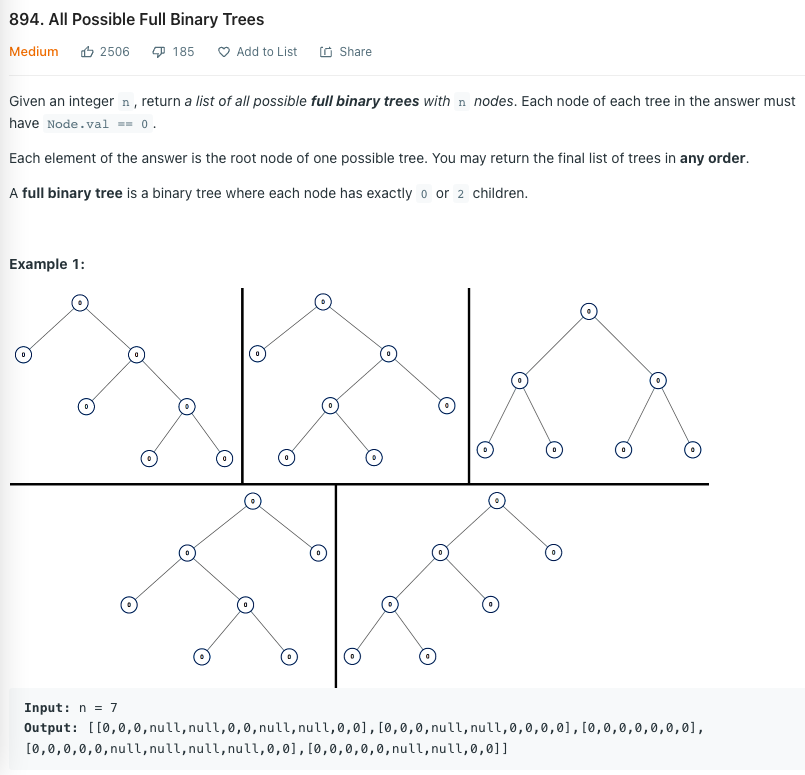 894. All Possible Full Binary Trees
Medium 2506 185 Add to List Share
Given an integer n, return a list of all possible full binary trees with n nodes. Each node of each tree in the answer must
have Node.val == 0.
Each element of the answer is the root node of one possible tree. You may return the final list of trees in any order.
A full binary tree is a binary tree where each node has exactly 0 or 2 children.
Example 1:
0 0 0
0 0 0 0 0 0
0 0 0 0
0 0 0 0 0 0 0 0
0 0
0 0 0 0
0 0 0 0
0 0 0 0
Input: n = 7
Output: [[0,0,0,null,null,0,0,null,null,0,0],[0,0,0,null,null,0,0,0,0],[0,0,0,0,0,0,0],
[0,0,0,0,0,null,null,null,null,0,0],[0,0,0,0,0,null,null,0,0]]